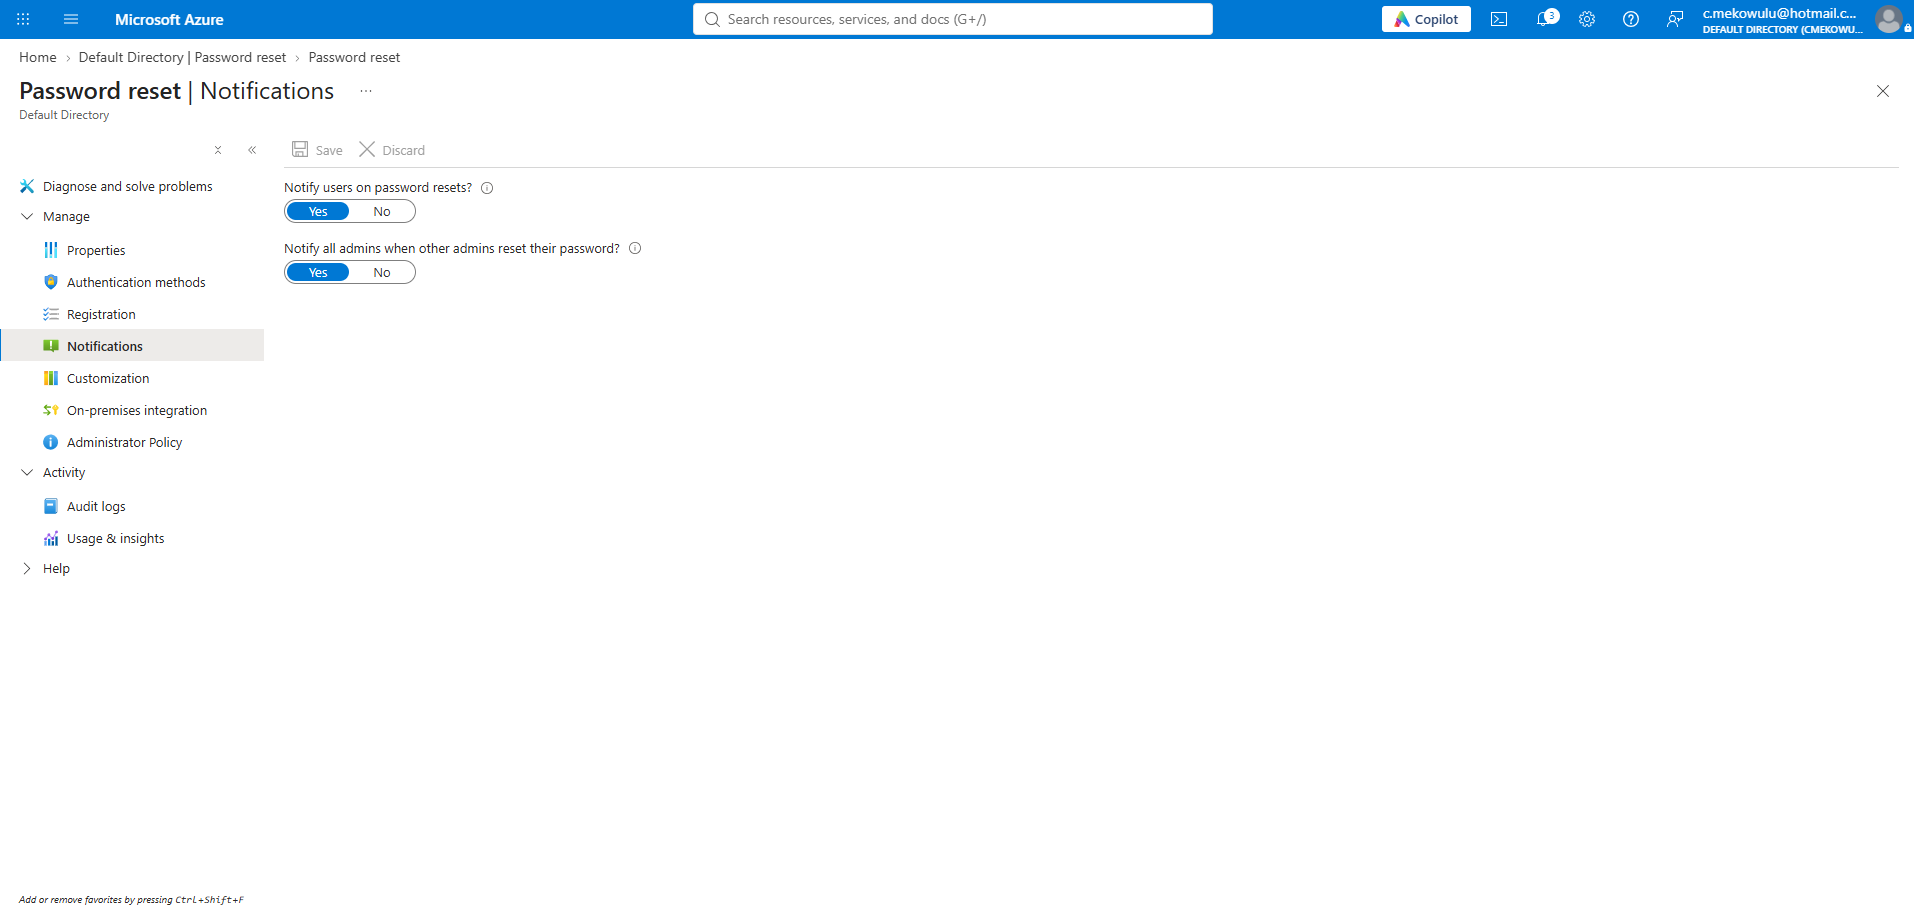 Microsoft Azure
Search resources, services, and docs (G+/)
Copilot
3
c.mekowulu@hotmail.c...
DEFAULT DIRECTORY (CMEKOWU...
Home > Default Directory | Password reset > Password reset
Password reset | Notifications ...
Default Directory
Save
Discard
Diagnose and solve problems
Manage
Properties
Authentication methods
Registration
Notifications
Customization
On-premises integration
Administrator Policy
Activity
Audit logs
Usage & insights
Help
Notify users on password resets?
Yes No
Notify all admins when other admins reset their password?
Yes No
Add or remove favorites by pressing Ctrl+Shift+F